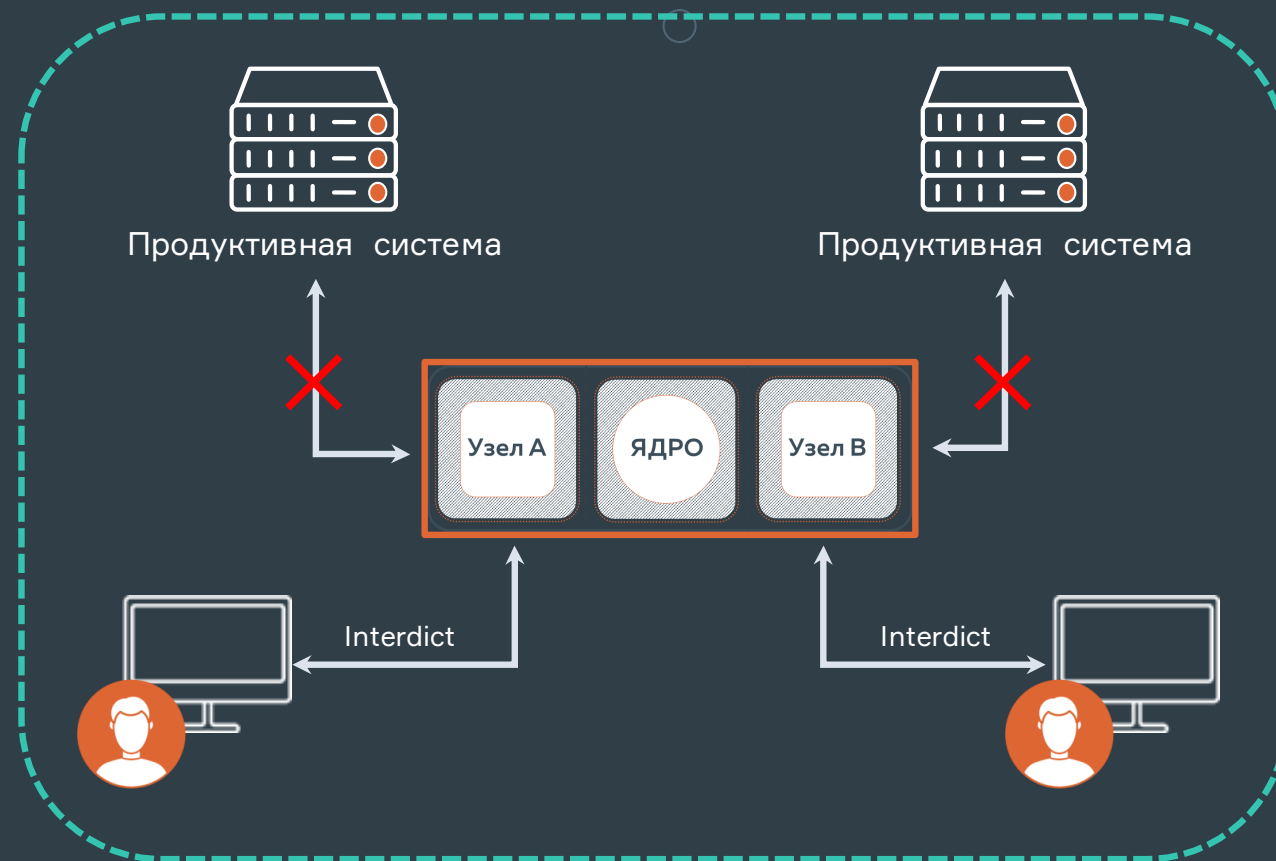 Продуктивная система
Продуктивная система
Узел A
ЯДРО
Узел B
Interdict
Interdict